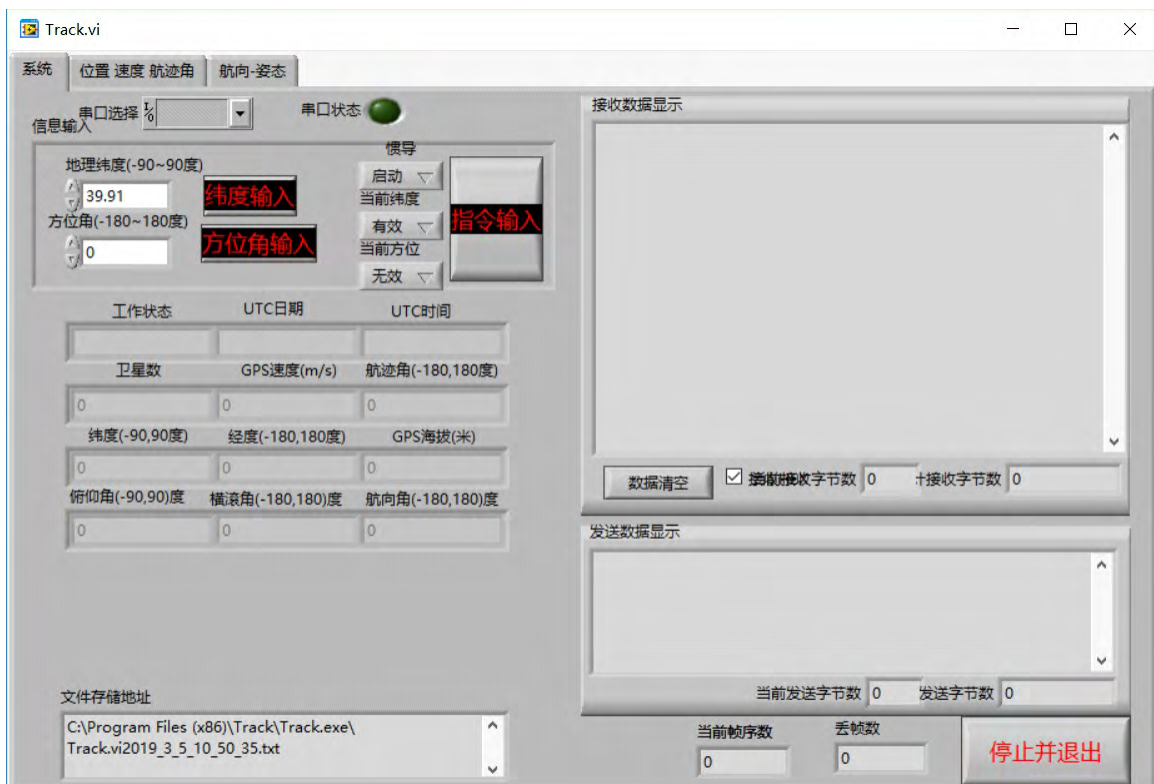 Track.vi
系统 位置 速度 航迹角 航向-姿态
串口选择 串口状态
信息输入
地理纬度(-90~90度)
39.91
纬度输入
方位角(-180~180度)
0
方位角输入
惯导
启动
当前纬度
有效
当前方位
无效
指令输入
工作状态 UTC日期 UTC时间
卫星数 GPS速度(m/s) 航迹角(-180,180度)
0 0 0
纬度(-90,90度) 经度(-180,180度) GPS海拔(米)
0 0 0
俯仰角(-90,90)度 橫滚角(-180,180)度 航向角(-180,180)度
0 0 0
文件存储地址
C:\Program Files (x86)\Track\Track.exe\
Track.vi2019_3_5_10_50_35.txt
接收数据显示
数据清空 字节数 0 接收字节数 0
发送数据显示
当前发送字节数 0 发送字节数 0
当前帧序数 丢帧数
0 0
停止并退出